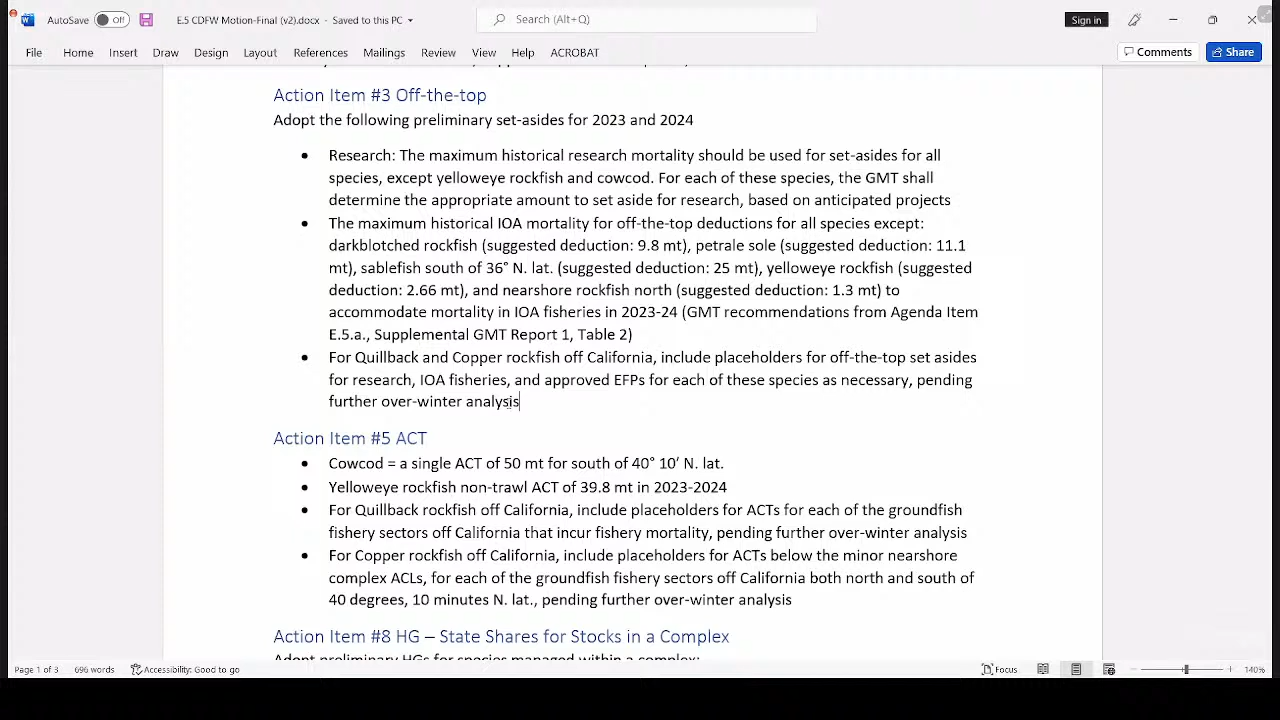 AutoSave Off E.5 CDFW Motion-Final (v2).docx - Saved to this PC Search (Alt+Q) Sign in
File Home Insert Draw Design Layout References Mailings Review View Help ACROBAT Comments Share
Action Item #3 Off-the-top
Adopt the following preliminary set-asides for 2023 and 2024
• Research: The maximum historical research mortality should be used for set-asides for all
species, except yelloweye rockfish and cowcod. For each of these species, the GMT shall
determine the appropriate amount to set aside for research, based on anticipated projects
• The maximum historical IOA mortality for off-the-top deductions for all species except:
darkblotched rockfish (suggested deduction: 9.8 mt), petrale sole (suggested deduction: 11.1
mt), sablefish south of 36° N. lat. (suggested deduction: 25 mt), yelloweye rockfish (suggested
deduction: 2.66 mt), and nearshore rockfish north (suggested deduction: 1.3 mt) to
accommodate mortality in IOA fisheries in 2023-24 (GMT recommendations from Agenda Item
E.5.a., Supplemental GMT Report 1, Table 2)
• For Quillback and Copper rockfish off California, include placeholders for off-the-top set asides
for research, IOA fisheries, and approved EFPs for each of these species as necessary, pending
further over-winter analysis
Action Item #5 ACT
• Cowcod = a single ACT of 50 mt for south of 40° 10′ N. lat.
• Yelloweye rockfish non-trawl ACT of 39.8 mt in 2023-2024
• For Quillback rockfish off California, include placeholders for ACTs for each of the groundfish
fishery sectors off California that incur fishery mortality, pending further over-winter analysis
• For Copper rockfish off California, include placeholders for ACTs below the minor nearshore
complex ACLs, for each of the groundfish fishery sectors off California both north and south of
40 degrees, 10 minutes N. lat., pending further over-winter analysis
Action Item #8 HG – State Shares for Stocks in a Complex
Adopt preliminary HGs for species managed within a complex:
Page 1 of 3 696 words Accessibility: Good to go Focus 140%